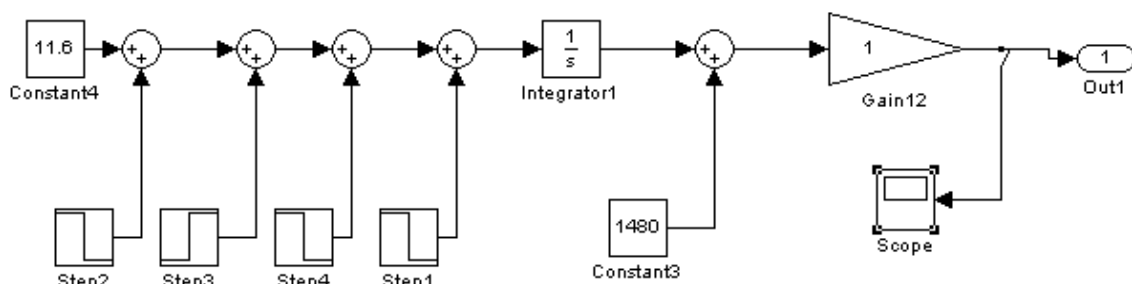 11.6
+
+
+
+
+
+
+
+
1
s
+
+
1
1
Constant4
Integrator1
Gain12
Out1
1480
Scope
Step2
Step3
Step4
Step1
Constant3